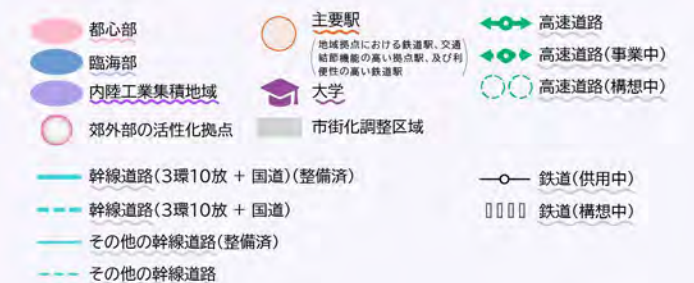 都心部
臨海部
内陸工業集積地域
郊外部の活性化拠点
主要駅
(地域拠点における鉄道駅、交通
結節機能の高い拠点駅、及び利
便性の高い鉄道駅)
大学
市街化調整区域
高速道路
高速道路(事業中)
高速道路(構想中)
幹線道路(3環10放 + 国道)(整備済)
幹線道路(3環10放 + 国道)
その他の幹線道路(整備済)
その他の幹線道路
鉄道(供用中)
鉄道(構想中)